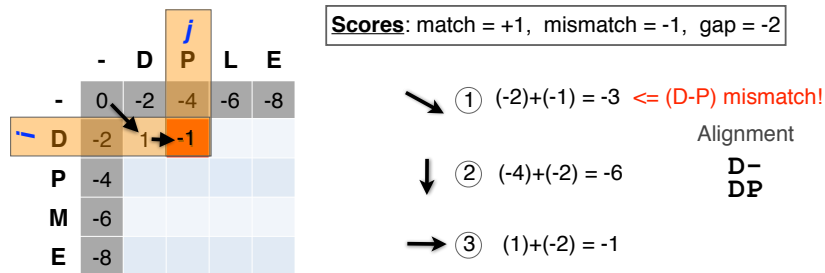 Scores: match = +1, mismatch = -1, gap = -2
j
- D P L E
- 0 -2 -4 -6 -8
i D -2 1 -1
P -4
M -6
E -8
1 (-2)+(-1) = -3 <= (D-P) mismatch!
2 (-4)+(-2) = -6
3 (1)+(-2) = -1
Alignment
D-
DP